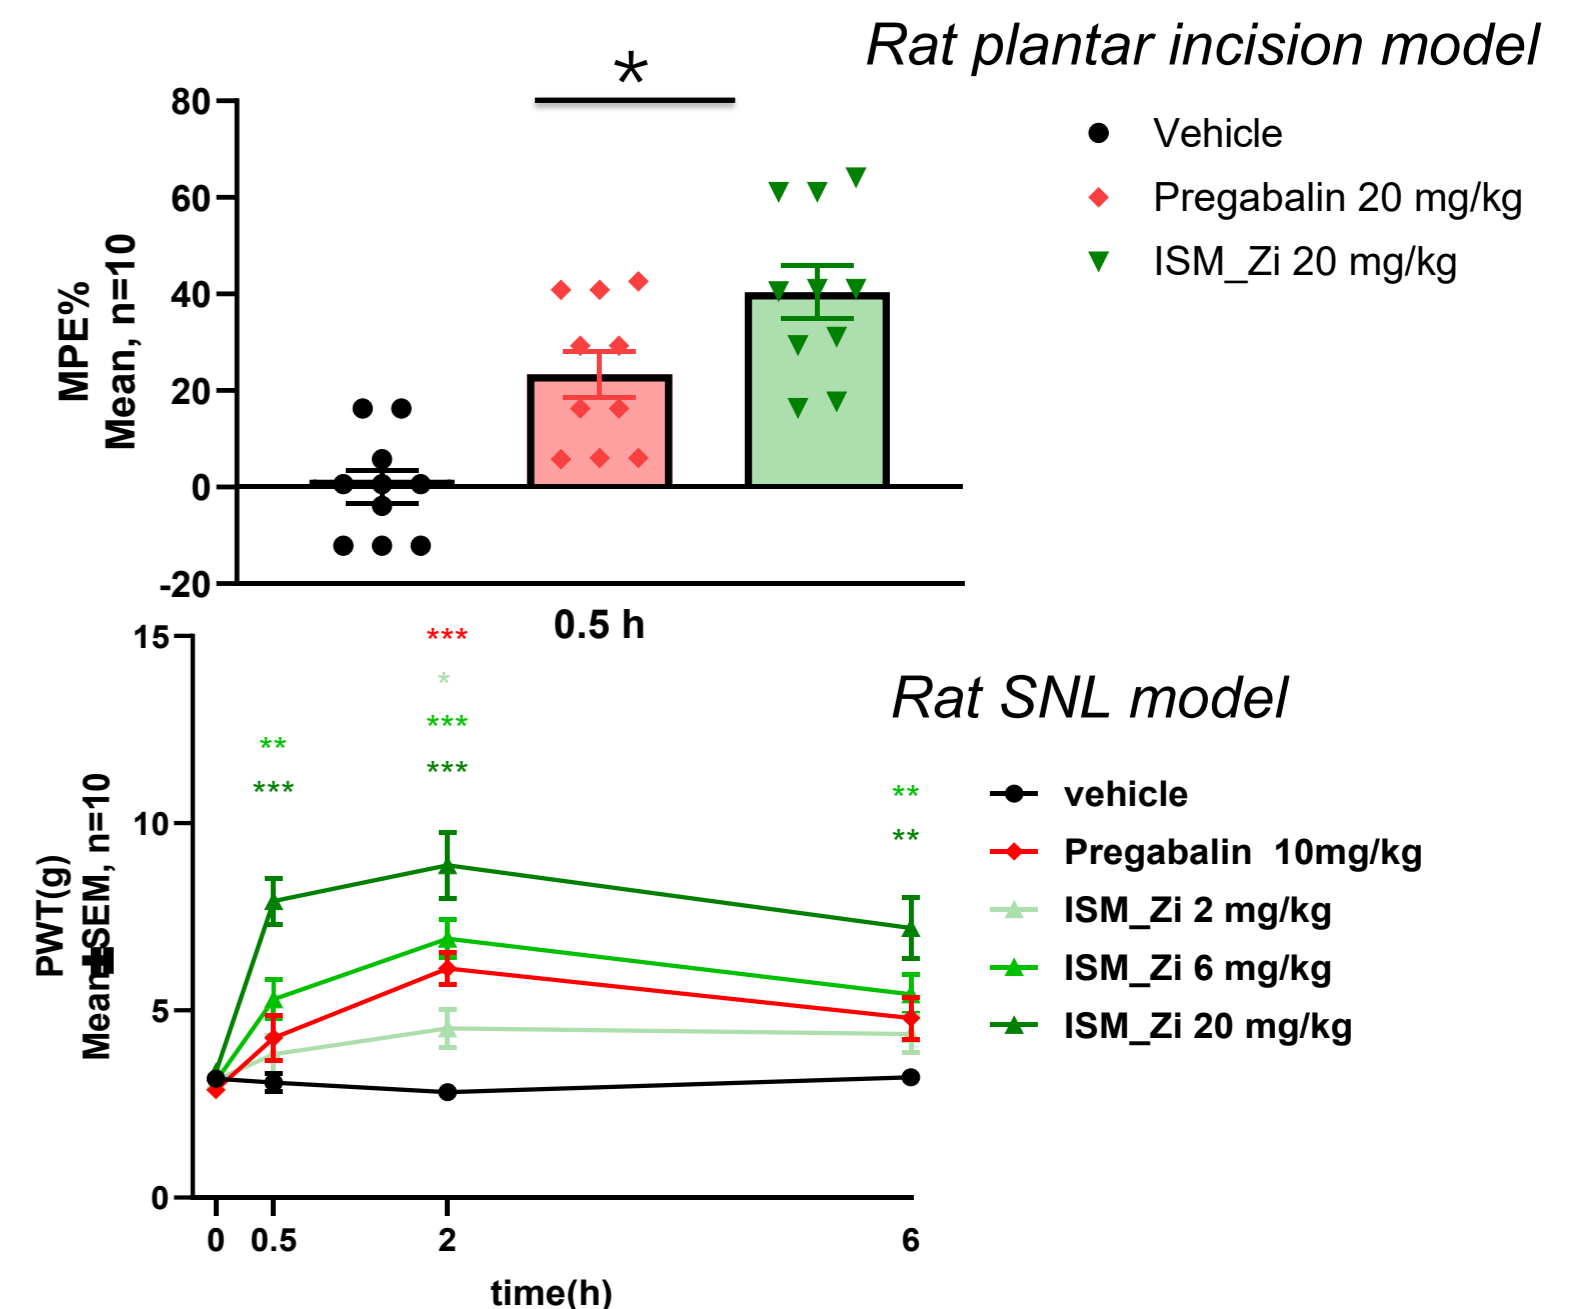 Rat plantar incision model
*
80
60
40
20
0
-20
MPE%
Mean, n=10
Vehicle
Pregabalin 20 mg/kg
ISM_Zi 20 mg/kg
0.5 h
Rat SNL model
15
10
5
0
PWT(g)
Mean±SEM, n=10
**
***
***
*
***
***
**
**
vehicle
Pregabalin  10mg/kg
ISM_Zi 2 mg/kg
ISM_Zi 6 mg/kg
ISM_Zi 20 mg/kg
0 0.5 2 6
time(h)